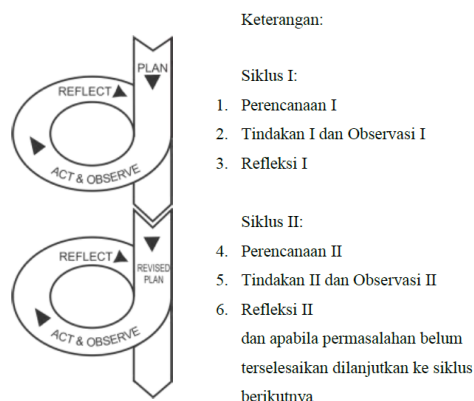 PLAN
REFLECT
ACT & OBSERVE
REFLECT
REVISED
PLAN
ACT & OBSERVE
Keterangan:
Siklus I:
1. Perencanaan I
2. Tindakan I dan Observasi I
3. Refleksi I
Siklus II:
4. Perencanaan II
5. Tindakan II dan Observasi II
6. Refleksi II
dan apabila permasalahan belum
terselesaikan dilanjutkan ke siklus
berikutnya